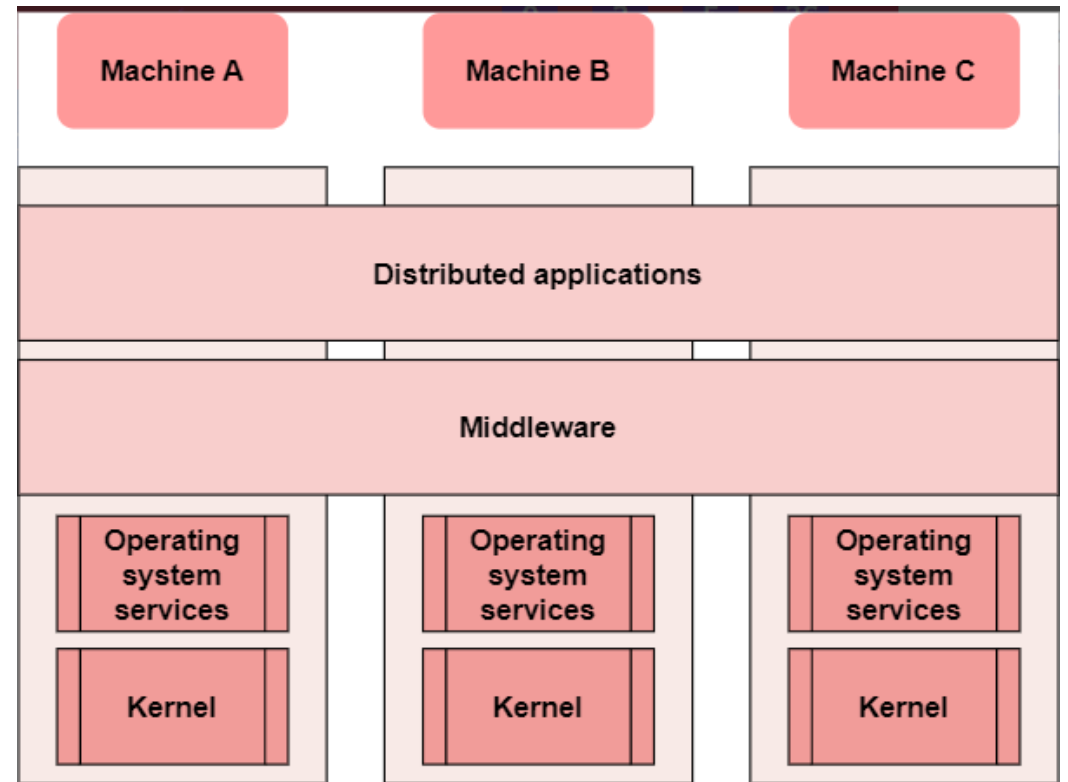 Machine A
Machine B
Machine C
Distributed applications
Middleware
Operating
system
services
Operating
system
services
Operating
system
services
Kernel
Kernel
Kernel